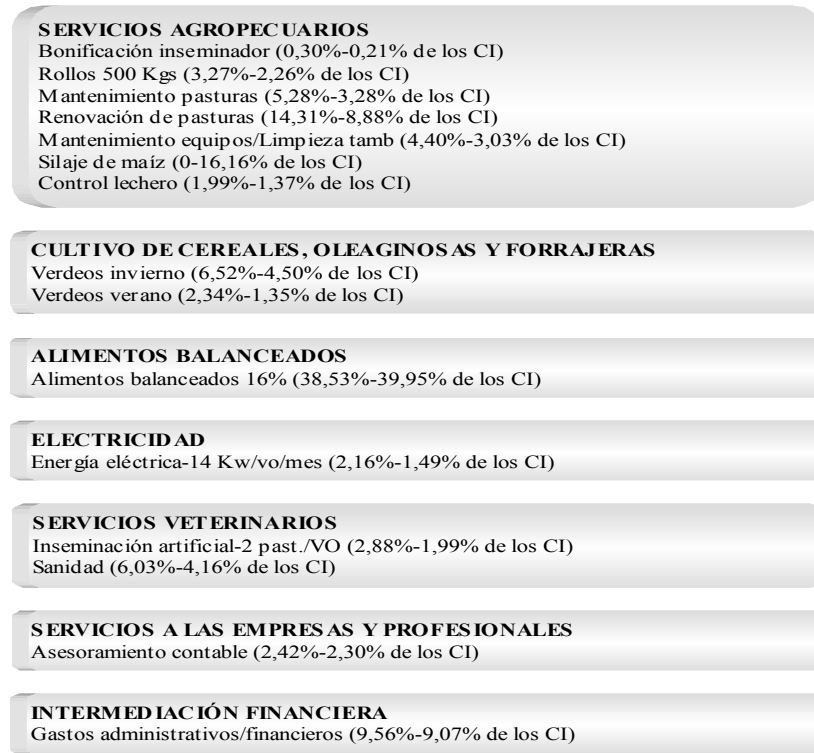 SERVICIOS AGROPECUARIOS
Bonificación inseminador (0,30%-0,21% de los CI)
Rollos 500 Kgs (3,27%-2,26% de los CI)
Mantenimiento pasturas (5,28%-3,28% de los CI)
Renovación de pasturas (14,31%-8,88% de los CI)
Mantenimiento equipos/Limpieza tamb (4,40%-3,03% de los CI)
Silaje de maíz (0-16,16% de los CI)
Control lechero (1,99%-1,37% de los CI)
CULTIVO DE CEREALES, OLEAGINOSAS Y FORRAJERAS
Verdeos invierno (6,52%-4,50% de los CI)
Verdeos verano (2,34%-1,35% de los CI)
ALIMENTOS BALANCEADOS
Alimentos balanceados 16% (38,53%-39,95% de los CI)
ELECTRICIDAD
Energía eléctrica-14 Kw/vo/mes (2,16%-1,49% de los CI)
SERVICIOS VETERINARIOS
Inseminación artificial-2 past./VO (2,88%-1,99% de los CI)
Sanidad (6,03%-4,16% de los CI)
SERVICIOS A LAS EMPRESAS Y PROFESIONALES
Asesoramiento contable (2,42%-2,30% de los CI)
INTERMEDIACIÓN FINANCIERA
Gastos administrativos/financieros (9,56%-9,07% de los CI)